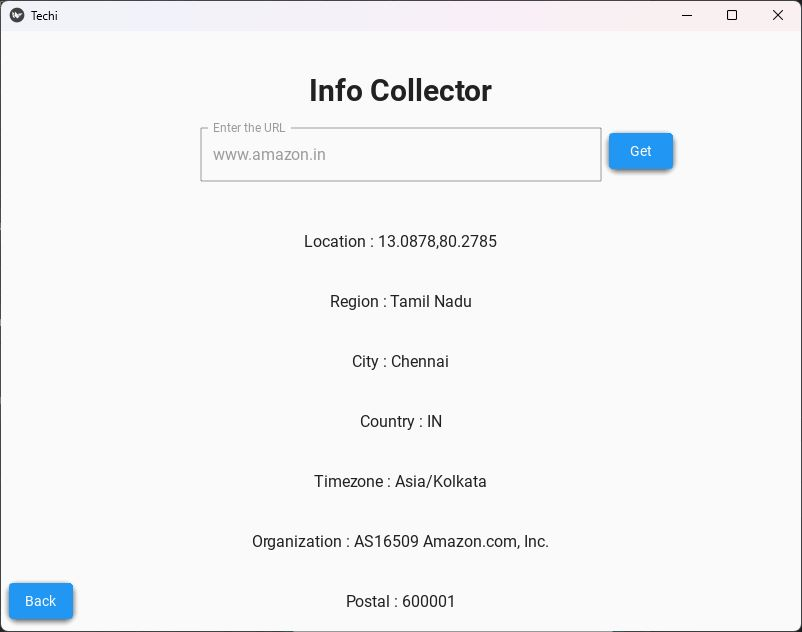 Techi
Info Collector
Enter the URL
www.amazon.in
Get
Location : 13.0878,80.2785
Region : Tamil Nadu
City : Chennai
Country : IN
Timezone : Asia/Kolkata
Organization : AS16509 Amazon.com, Inc.
Back
Postal : 600001